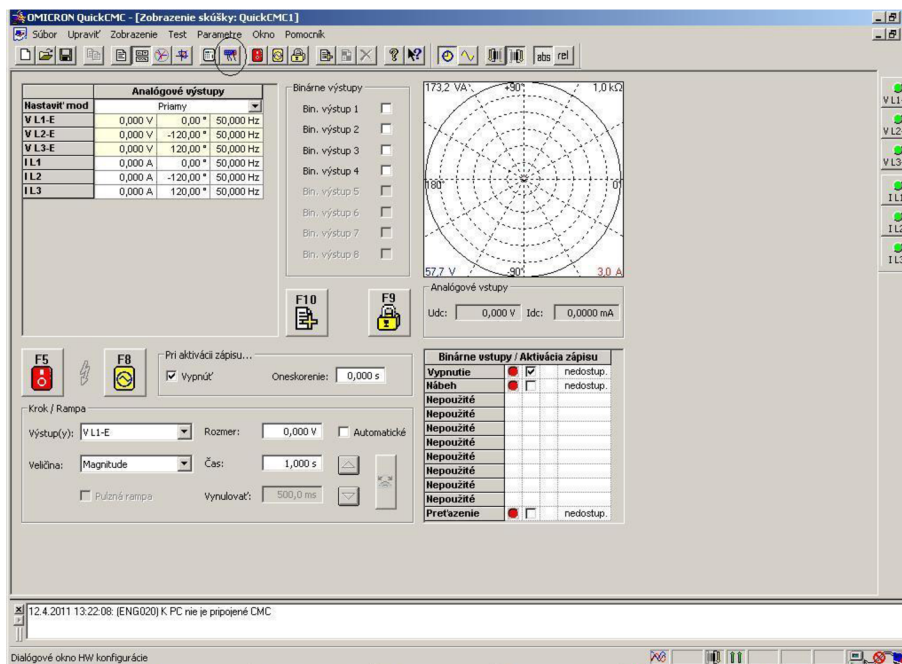 OMICRON QuickCMC - [Zobrazenie skúšky: QuickCMC1]
Súbor Upraviť Zobrazenie Test Parametre Okno Pomocník
abs rel
Analógové výstupy
Nastaviť mod Priamy
V L1-E 0,000 V 0,00 ° 50,000 Hz
V L2-E 0,000 V -120,00 ° 50,000 Hz
V L3-E 0,000 V 120,00 ° 50,000 Hz
I L1 0,000 A 0,00 ° 50,000 Hz
I L2 0,000 A -120,00 ° 50,000 Hz
I L3 0,000 A 120,00 ° 50,000 Hz
Binárne výstupy
Bin. výstup 1
Bin. výstup 2
Bin. výstup 3
Bin. výstup 4
Bin. výstup 5
Bin. výstup 6
Bin. výstup 7
Bin. výstup 8
173,2 VA +90° 1,0 kΩ
180° 0°
57,7 V -90° 3,0 A
V L1-
V L2-
V L3-
I L1
I L2
I L3
F10
F9
Analógové vstupy
Udc: 0,000 V Idc: 0,0000 mA
F5
F8
Pri aktivácii zápisu...
Vypnúť Oneskorenie: 0,000 s
Krok / Rampa
Výstup(y): V L1-E Rozmer: 0,000 V Automatické
Veličina: Magnitude Čas: 1,000 s
Pulzná rampa Vynulovať: 500,0 ms
Binárne vstupy / Aktivácia zápisu
Vypnutie nedostup.
Nábeh nedostup.
Nepoužité
Nepoužité
Nepoužité
Nepoužité
Nepoužité
Nepoužité
Nepoužité
Nepoužité
Preťazenie nedostup.
12.4.2011 13:22:08: (ENG020) K PC nie je pripojené CMC
Dialógové okno HW konfigurácie